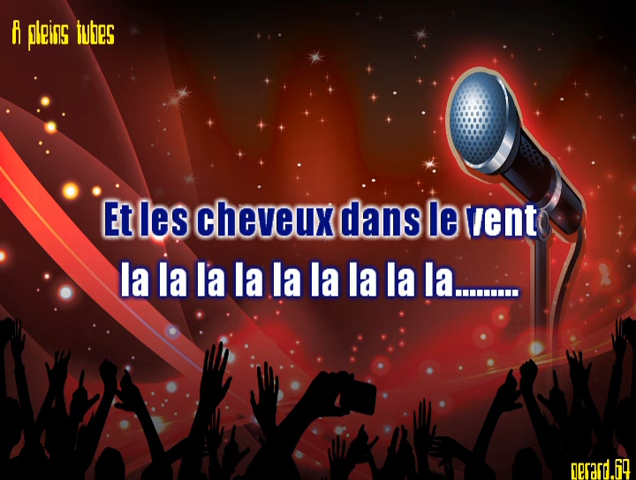 A pleins tubes
Et les cheveux dans le vent
la la la la la la la la la.........
gerard.69